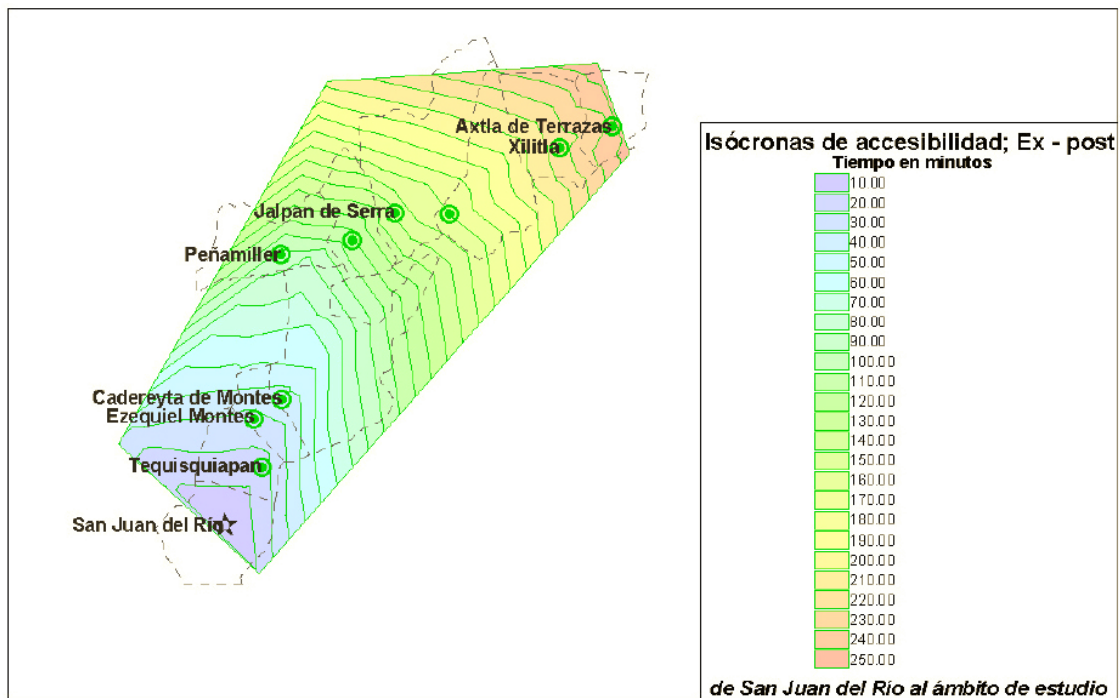 Axtla de Terrazas
Xilitla
Jalpan de Serra
Peñamiller
Cadereyta de Montes
Ezequiel Montes
Tequisquiapan
San Juan del Río
Isócronas de accesibilidad; Ex - post
Tiempo en minutos
10.00
20.00
30.00
40.00
50.00
60.00
70.00
80.00
90.00
100.00
110.00
120.00
130.00
140.00
150.00
160.00
170.00
180.00
190.00
200.00
210.00
220.00
230.00
240.00
250.00
de San Juan del Río al ámbito de estudio